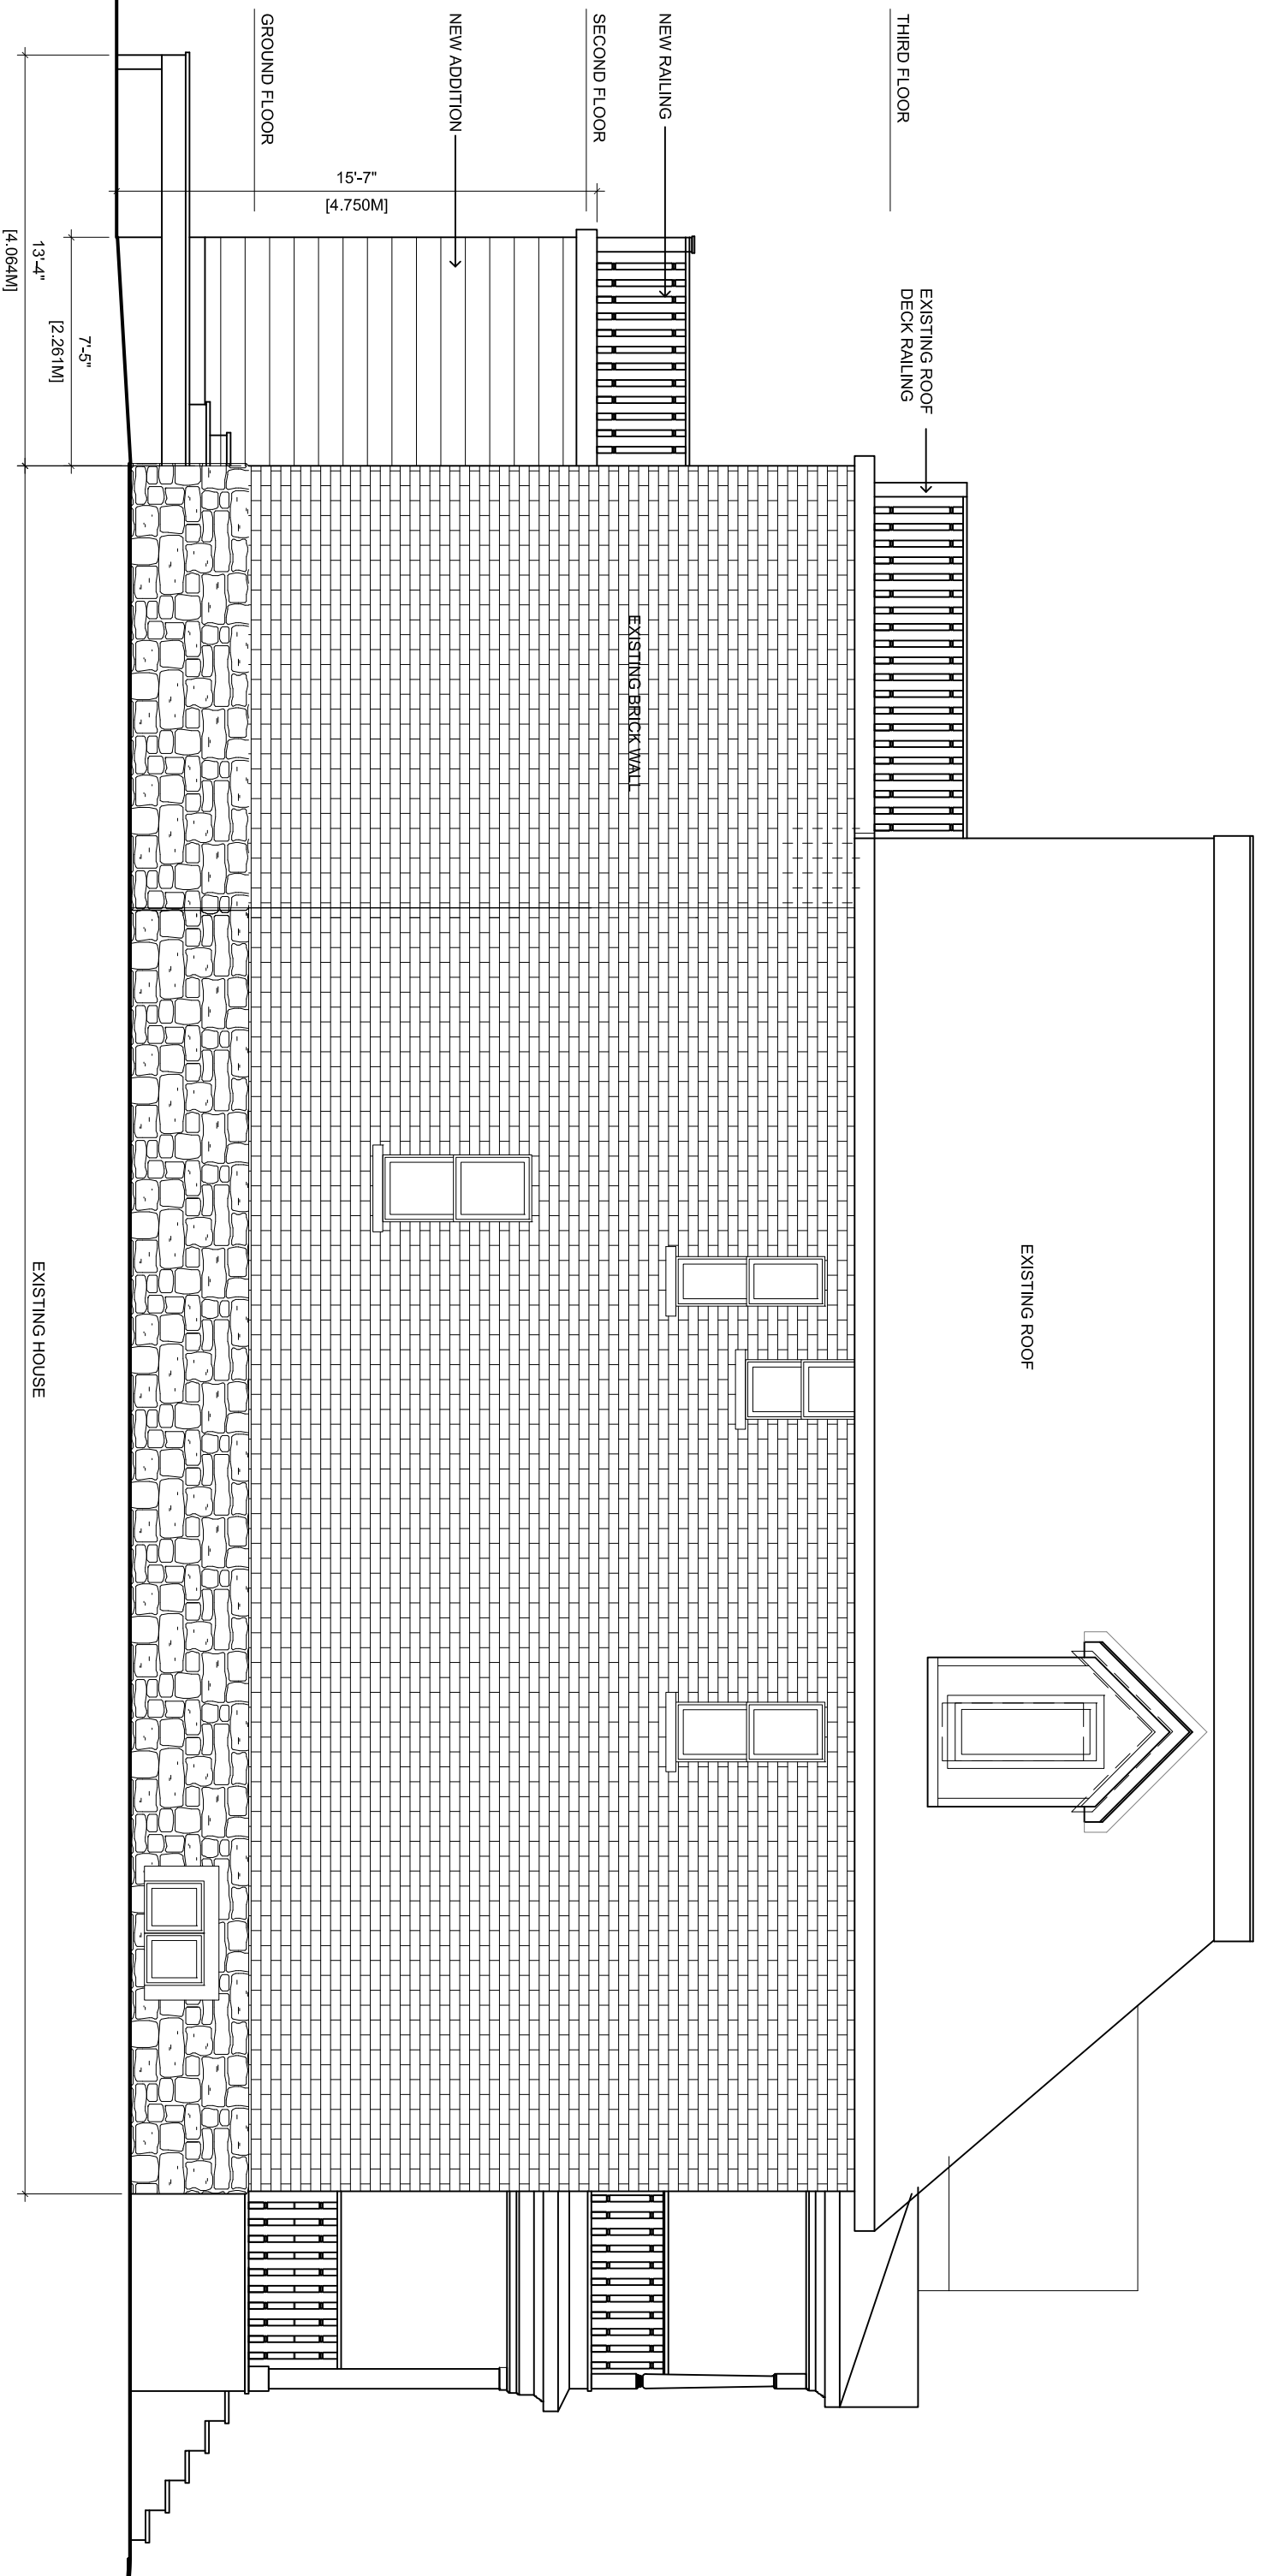 THIRD FLOOR
NEW RAILING
SECOND FLOOR
NEW ADDITION
GROUND FLOOR
EXISTING ROOF
DECK RAILING
15'-7"
[4.750M]
7'-5"
[2.261M]
13'-4"
[4.064M]
EXISTING BRICK WALL
EXISTING ROOF
EXISTING HOUSE